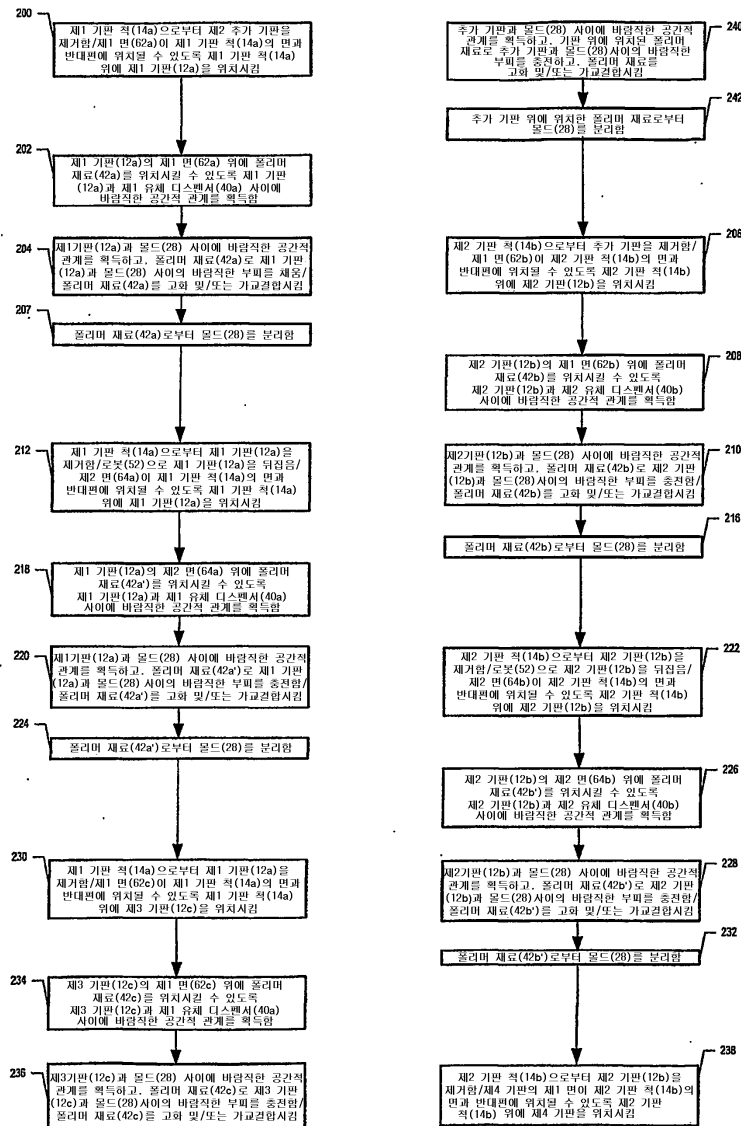 200
제1 기판 척(14a)으로부터 제2 추가 기판을
제거함/제1 면(62a)이 제1 기판 척(14a)의 면과
반대편에 위치될 수 있도록 제1 기판 척(14a)
위에 제1 기판(12a)을 위치시킴
202
제1 기판(12a)의 제1 면(62a) 위에 폴리머
재료(42a)를 위치시킬 수 있도록 제1 기판
(12a)과 제1 유체 디스펜서(40a) 사이에
바람직한 공간적 관계를 획득함
204
제1기판(12a)과 몰드(28) 사이에 바람직한 공간적
관계를 획득하고, 폴리머 재료(42a)로 제1 기판
(12a)과 몰드(28) 사이의 바람직한 부피를 채움/
폴리머 재료(42a)를 고화 및/또는 가교결합시킴
207
폴리머 재료(42a)로부터 몰드(28)를 분리함
212
제1 기판 척(14a)으로부터 제1 기판(12a)을
제거함/로봇(52)으로 제1 기판(12a)을 뒤집음/
제2 면(64a)이 제1 기판 척(14a)의 면과
반대편에 위치될 수 있도록 제1 기판 척(14a)
위에 제1 기판(12a)을 위치시킴
218
제1 기판(12a)의 제2 면(64a) 위에 폴리머
재료(42a')를 위치시킬 수 있도록
제1 기판(12a)과 제1 유체 디스펜서(40a)
사이에 바람직한 공간적 관계를 획득함
220
제1기판(12a)과 몰드(28) 사이에 바람직한 공간적
관계를 획득하고, 폴리머 재료(42a')로 제1 기판
(12a)과 몰드(28) 사이의 바람직한 부피를 충전함/
폴리머 재료(42a')를 고화 및/또는 가교결합시킴
224
폴리머 재료(42a')로부터 몰드(28)를 분리함
230
제1 기판 척(14a)으로부터 제1 기판(12a)을
제거함/제1 면(62c)이 제1 기판 척(14a)의 면과
반대편에 위치될 수 있도록 제1 기판 척(14a)
위에 제3 기판(12c)을 위치시킴
234
제3 기판(12c)의 제1 면(62c) 위에 폴리머
재료(42c)를 위치시킬 수 있도록
제3 기판(12c)과 제1 유체 디스펜서(40a)
사이에 바람직한 공간적 관계를 획득함
236
제3기판(12c)과 몰드(28) 사이에 바람직한 공간적
관계를 획득하고, 폴리머 재료(42c)로 제3 기판
(12c)과 몰드(28)사이의 바람직한 부피를 충전함/
폴리머 재료(42c)를 고화 및/또는 가교결합시킴
240
추가 기판과 몰드(28) 사이에 바람직한 공간적
관계를 획득하고, 기판 위에 위치된 폴리머
재료로 추가 기판과 몰드(28)사이의 바람직한
부피를 충전하고, 폴리머 재료를
고화 및/또는 가교결합시킴
242
추가 기판 위에 위치한 폴리머 재료로부터
몰드(28)를 분리함
206
제2 기판 척(14b)으로부터 추가 기판을 제거함/
제1 면(62b)이 제2 기판 척(14b)의 면과
반대편에 위치될 수 있도록 제2 기판 척(14b)
위에 제2 기판(12b)을 위치시킴
208
제2 기판(12b)의 제1 면(62b) 위에 폴리머
재료(42b)를 위치시킬 수 있도록
제2 기판(12b)과 제2 유체 디스펜서(40b)
사이에 바람직한 공간적 관계를 획득함
210
제2기판(12b)과 몰드(28) 사이에 바람직한 공간적
관계를 획득하고, 폴리머 재료(42b)로 제2 기판
(12b)과 몰드(28)사이의 바람직한 부피를 충전함/
폴리머 재료(42b)를 고화 및/또는 가교결합시킴
216
폴리머 재료(42b)로부터 몰드(28)를 분리함
222
제2 기판 척(14b)으로부터 제2 기판(12b)을
제거함/로봇(52)으로 제2 기판(12b)을 뒤집음/
제2 면(64b)이 제2 기판 척(14b)의 면과
반대편에 위치될 수 있도록 제2 기판 척(14b)
위에 제2 기판(12b)을 위치시킴
226
제2 기판(12b)의 제2 면(64b) 위에 폴리머
재료(42b')를 위치시킬 수 있도록
제2 기판(12b)과 제2 유체 디스펜서(40b)
사이에 바람직한 공간적 관계를 획득함
228
제2기판(12b)과 몰드(28) 사이에 바람직한 공간적
관계를 획득하고, 폴리머 재료(42b')로 제2 기판
(12b)과 몰드(28)사이의 바람직한 부피를 충전함/
폴리머 재료(42b')를 고화 및/또는 가교결합시킴
232
폴리머 재료(42b')로부터 몰드(28)를 분리함
238
제2 기판 척(14b)으로부터 제2 기판(12b)을
제거함/제4 기판의 제1 면이 제2 기판 척(14b)의
면과 반대편에 위치될 수 있도록 제2 기판
척(14b) 위에 제4 기판을 위치시킴